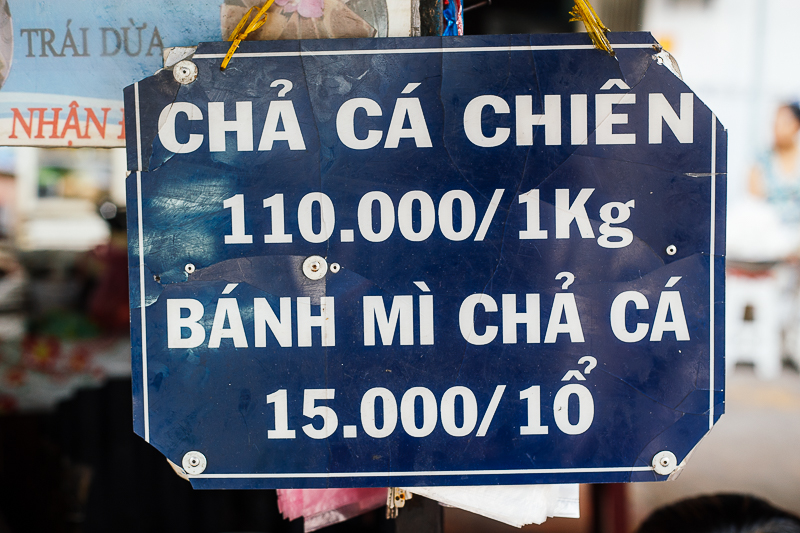 TRÁI DỪA
NHẬN
CHẢ CÁ CHIÊN
110.000/1Kg
BÁNH MÌ CHẢ CÁ
15.000/1Ổ